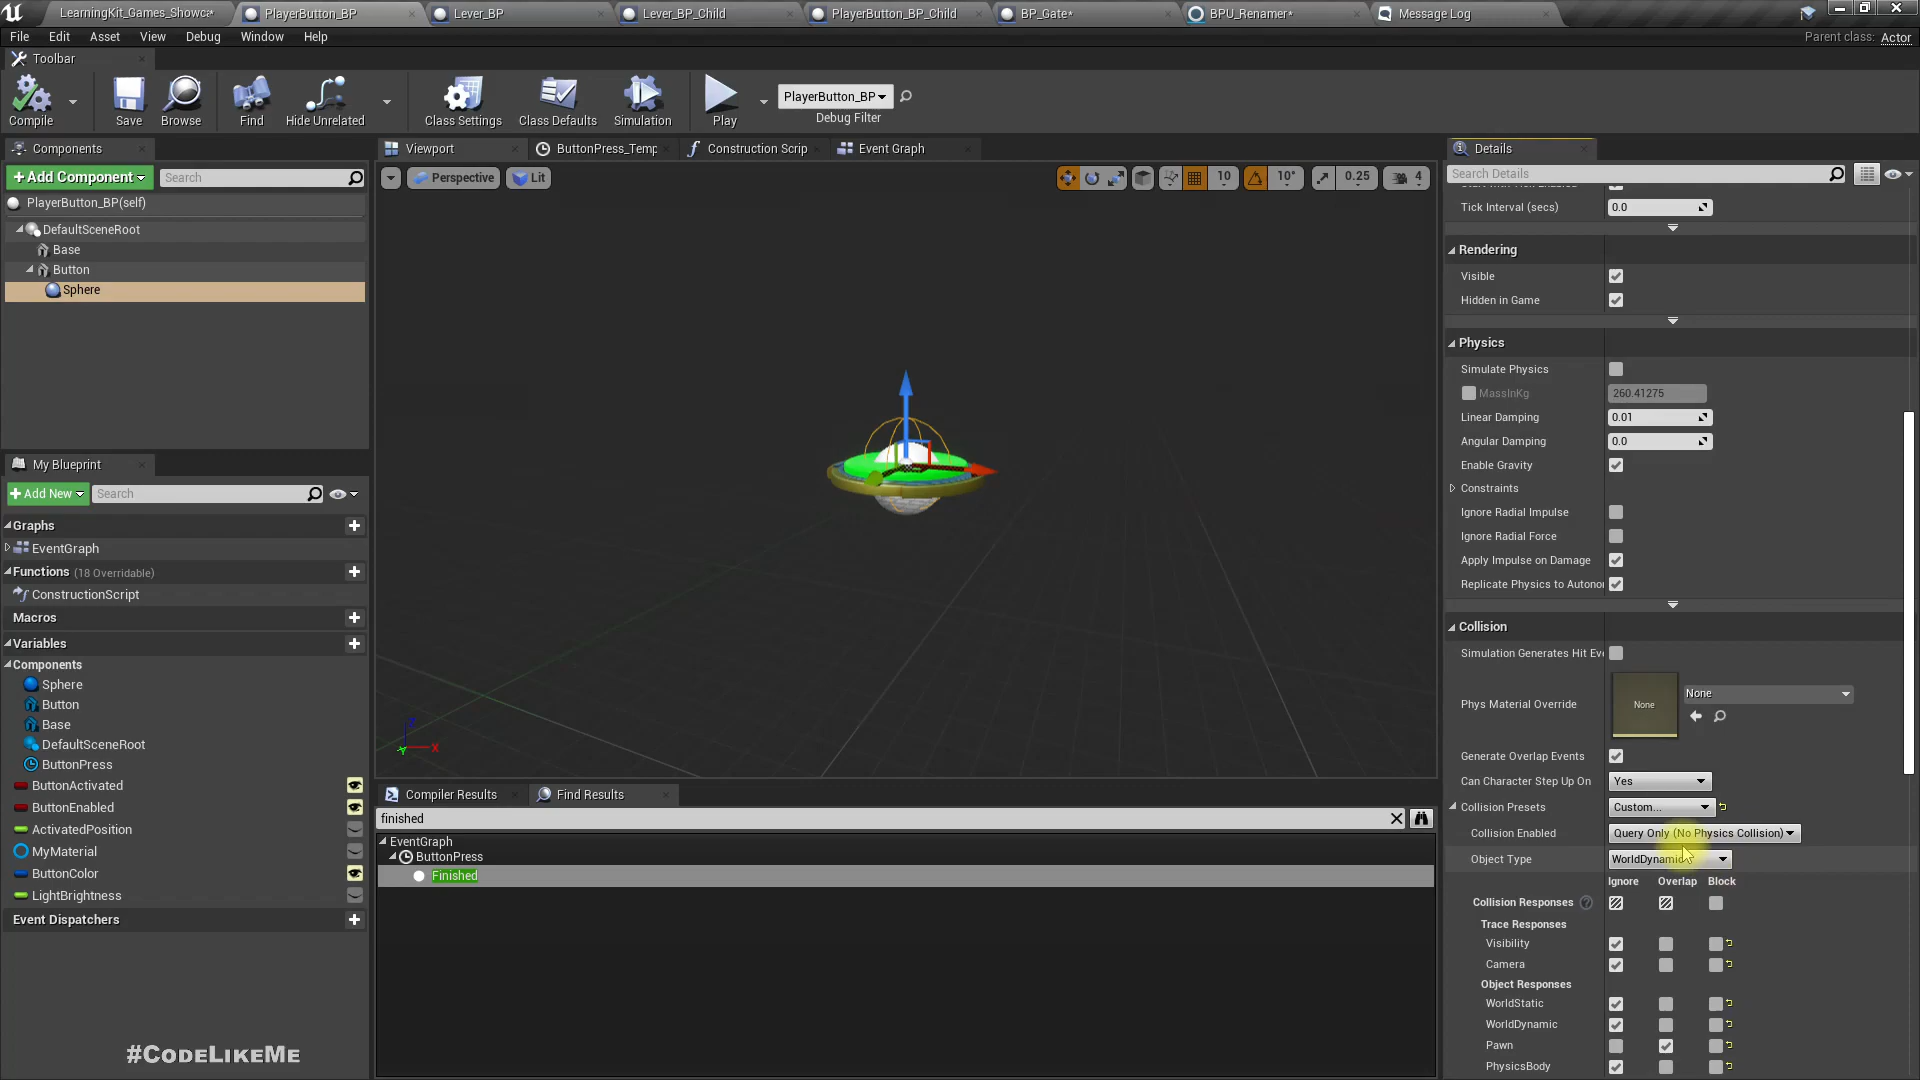 LearningKit_Games_Showca*
PlayerButton_BP
Lever_BP
Lever_BP_Child
PlayerButton_BP_Child
BP_Gate*
BPU_Renamer*
Message Log
File Edit Asset View Debug Window Help
Parent class: Actor
Toolbar
Compile
Save
Browse
Find
Hide Unrelated
Class Settings
Class Defaults
Simulation
Play
PlayerButton_BP
Debug Filter
Components
+Add Component
Search
PlayerButton_BP(self)
DefaultSceneRoot
Base
Button
Sphere
My Blueprint
+Add New
Search
Graphs
EventGraph
Functions (18 Overridable)
ConstructionScript
Macros
Variables
Components
Sphere
Button
Base
DefaultSceneRoot
ButtonPress
ButtonActivated
ButtonEnabled
ActivatedPosition
MyMaterial
ButtonColor
LightBrightness
Event Dispatchers
#CodeLikeMe
Viewport
ButtonPress_Temp
Construction Scrip
Event Graph
Perspective
Lit
10
10°
0.25
4
Z
X
Y
Compiler Results
Find Results
finished
EventGraph
ButtonPress
Finished
Details
Search Details
Tick Interval (secs) 0.0
Rendering
Visible
Hidden in Game
Physics
Simulate Physics
MassInKg 260.41275
Linear Damping 0.01
Angular Damping 0.0
Enable Gravity
Constraints
Ignore Radial Impulse
Ignore Radial Force
Apply Impulse on Damage
Replicate Physics to Autono
Collision
Simulation Generates Hit Eve
Phys Material Override None None
Generate Overlap Events
Can Character Step Up On Yes
Collision Presets Custom...
Collision Enabled Query Only (No Physics Collision)
Object Type WorldDynamic
Ignore Overlap Block
Collision Responses
Trace Responses
Visibility
Camera
Object Responses
WorldStatic
WorldDynamic
Pawn
PhysicsBody